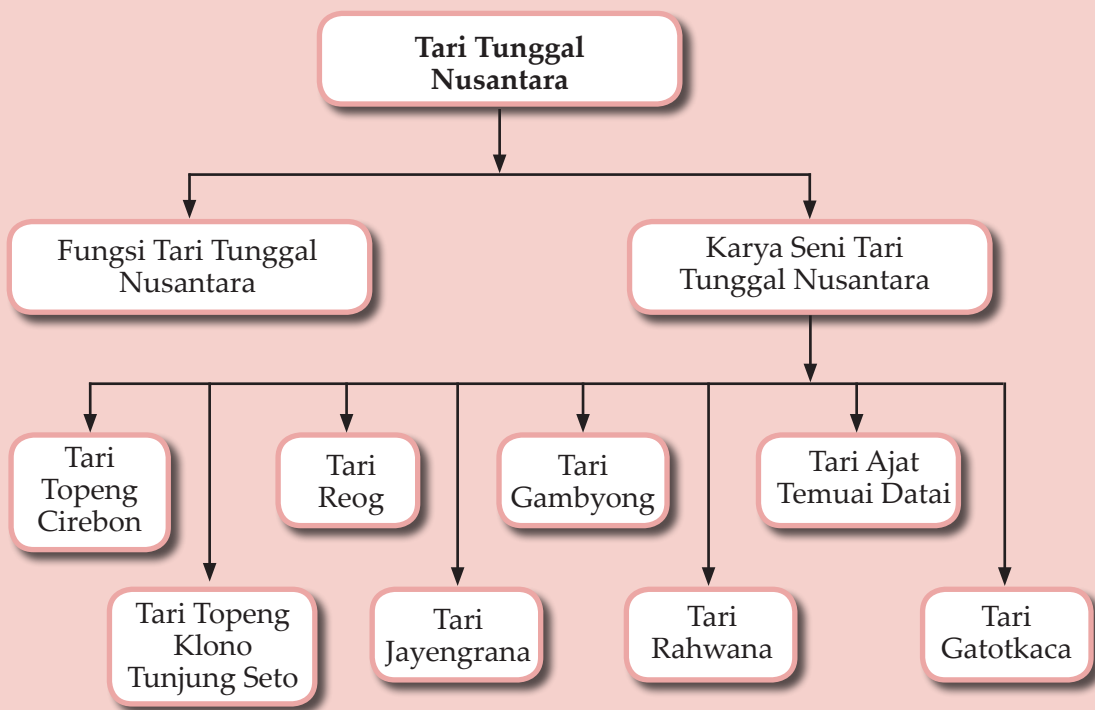 Tari Tunggal
Nusantara
Fungsi Tari Tunggal
Nusantara
Karya Seni Tari
Tunggal Nusantara
Tari
Topeng
Cirebon
Tari
Reog
Tari
Gambyong
Tari Ajat
Temuai Datai
Tari Topeng
Klono
Tunjung Seto
Tari
Jayengrana
Tari
Rahwana
Tari
Gatotkaca